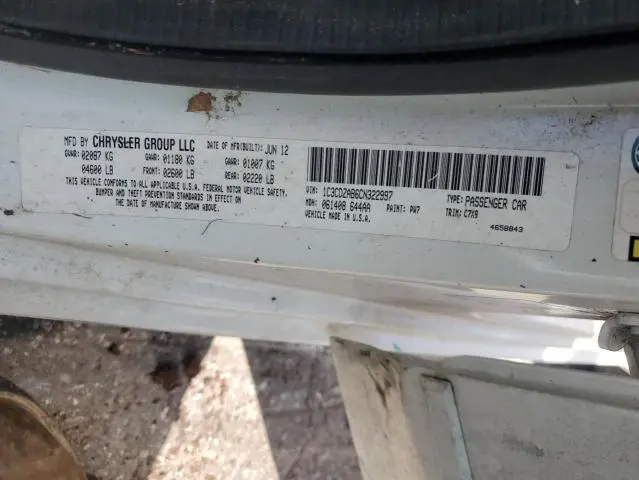 MFD BY CHRYSLER GROUP LLC DATE OF MFR(BUILT): JUN 12
GVWR: 02087 KG GAWR: 01180 KG GAWR: 01007 KG
04600 LB FRONT: 02600 LB REAR: 02220 LB
THIS VEHICLE CONFORMS TO ALL APPLICABLE U.S.A. FEDERAL MOTOR VEHICLE SAFETY,
BUMPER AND THEFT PREVENTION STANDARDS IN EFFECT ON THE DATE OF
MANUFACTURE SHOWN ABOVE.
VIN: 1C3CDZAB6CN322997 TYPE: PASSENGER CAR
MDH: 061408 644AA PAINT: PW7 TRIM: C7X9
VEHICLE MADE IN U.S.A.
4658843